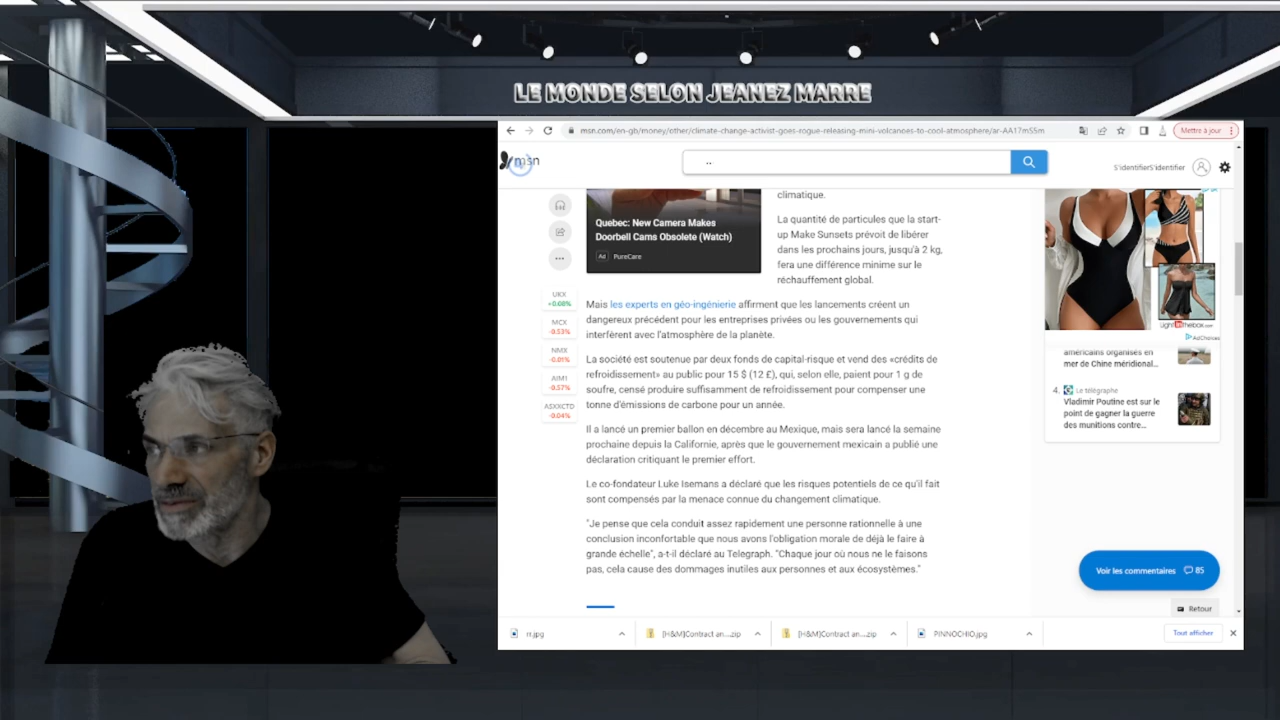 LE MONDE SELON JEANEZ MARRE
msn.com/en-gb/money/other/climate-change-activist-goes-rogue-releasing-mini-volcanoes-to-cool-atmosphere/ar-AA17mS5m
Mettre à jour
msn
..
S'identifierS'identifier
Quebec: New Camera Makes
Doorbell Cams Obsolete (Watch)
Ad PureCare
climatique.
La quantité de particules que la start-
up Make Sunsets prévoit de libérer
dans les prochains jours, jusqu'à 2 kg,
fera une différence minime sur le
réchauffement global.
UKX
+0.68%
MCX
-0.53%
NMX
-0.01%
AIM1
-0.57%
ASXXCTD
-0.04%
Mais les experts en géo-ingénierie affirment que les lancements créent un
dangereux précédent pour les entreprises privées ou les gouvernements qui
interfèrent avec l'atmosphère de la planète.
La société est soutenue par deux fonds de capital-risque et vend des «crédits de
refroidissement» au public pour 15 $ (12 £), qui, selon elle, paient pour 1 g de
soufre, censé produire suffisamment de refroidissement pour compenser une
tonne d'émissions de carbone pour un année.
Il a lancé un premier ballon en décembre au Mexique, mais sera lancé la semaine
prochaine depuis la Californie, après que le gouvernement mexicain a publié une
déclaration critiquant le premier effort.
Le co-fondateur Luke Isemans a déclaré que les risques potentiels de ce qu'il fait
sont compensés par la menace connue du changement climatique.
"Je pense que cela conduit assez rapidement une personne rationnelle à une
conclusion inconfortable que nous avons l'obligation morale de déjà le faire à
grande échelle", a-t-il déclaré au Telegraph. "Chaque jour où nous ne le faisons
pas, cela cause des dommages inutiles aux personnes et aux écosystèmes."
Lightinthebox.com
AdChoices
américains organisés en
mer de Chine méridional...
4. Le télégraphe
Vladimir Poutine est sur le
point de gagner la guerre
des munitions contre...
Voir les commentaires 85
Retour
rr.jpg
[H&M]Contract an....zip
[H&M]Contract an....zip
PINNOCHIO.jpg
Tout afficher